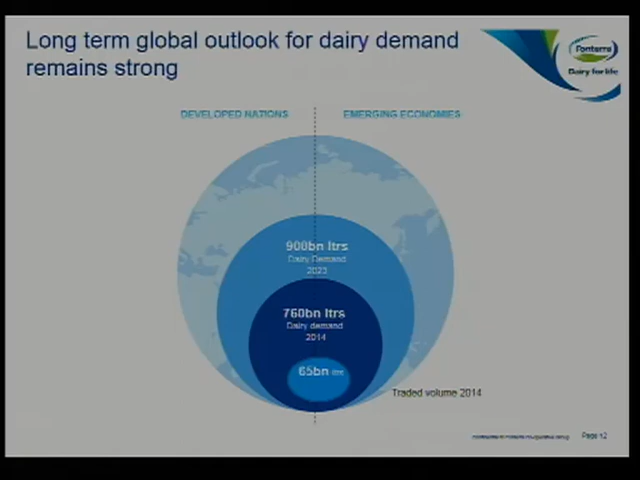 Long term global outlook for dairy demand
remains strong
Fonterra
Dairy for life
DEVELOPED NATIONS
EMERGING ECONOMIES
900bn ltrs
Dairy Demand
2023
760bn ltrs
Dairy demand
2014
65bn ltrs
Traded volume 2014
Page 12